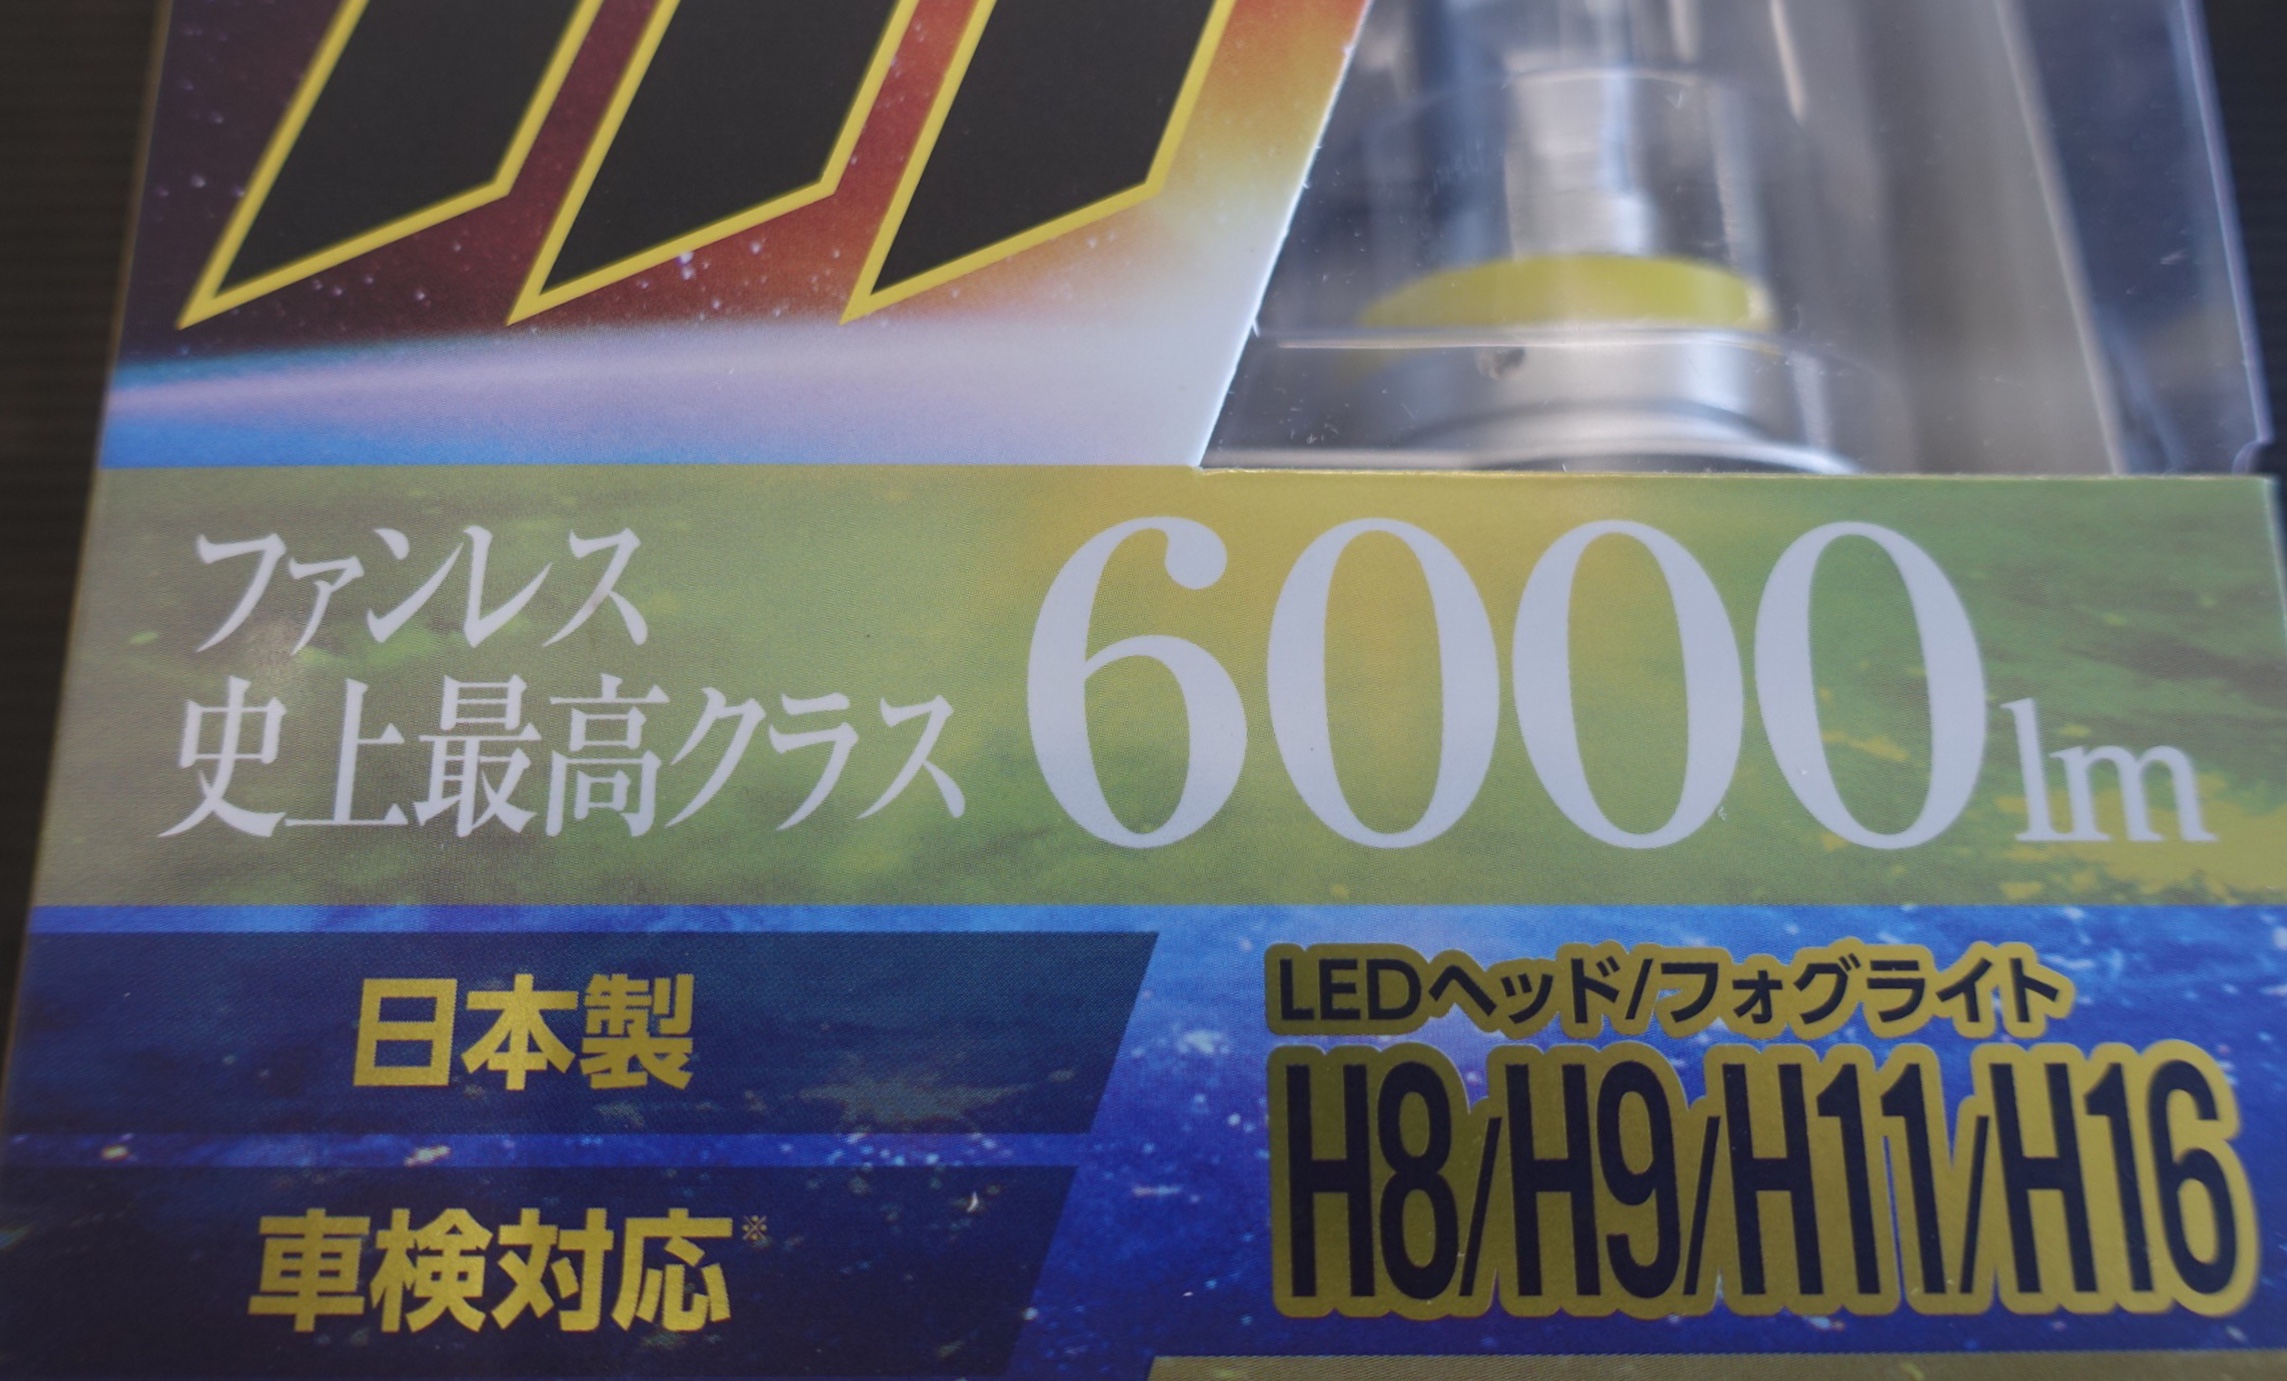 ファンレス
史上最高クラス 6000lm
日本製
車検対応※
LEDヘッド/フォグライト
H8/H9/H11/H16